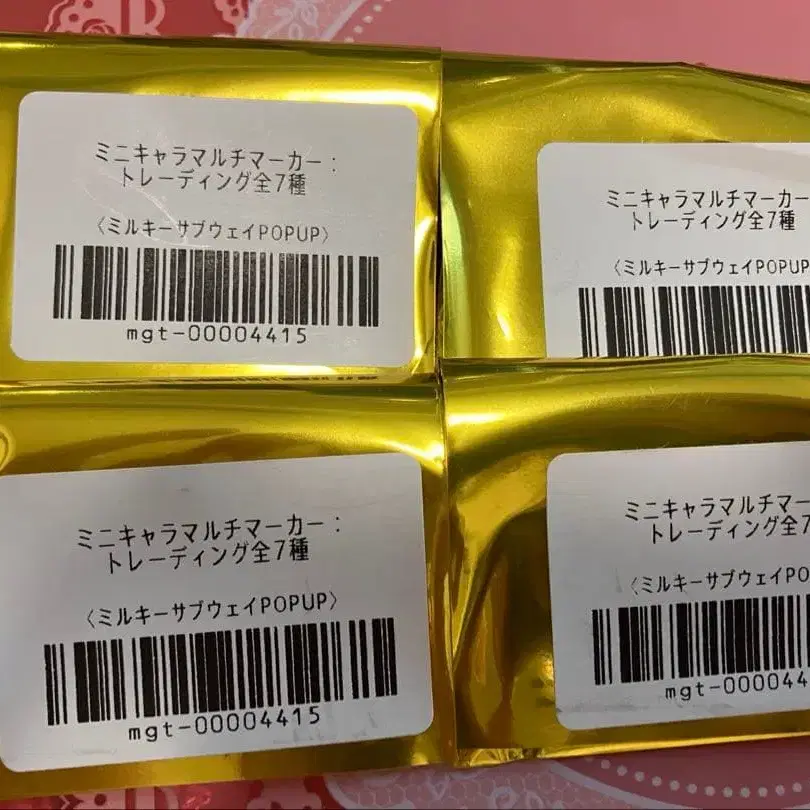 ミニキャラマルチマーカー：
トレーディング全7種
〈ミルキーサブウェイPOPUP〉
mgt-00004415
ミニキャラマルチマーカー
トレーディング全7種
〈ミルキーサブウェイPOPUP
ミニキャラマルチマーカー：
トレーディング全7種
〈ミルキーサブウェイPOPUP〉
mgt-00004415
ミニキャラマルチマーカー
トレーディング全7
〈ミルキーサブウェイPO
mgt-000044